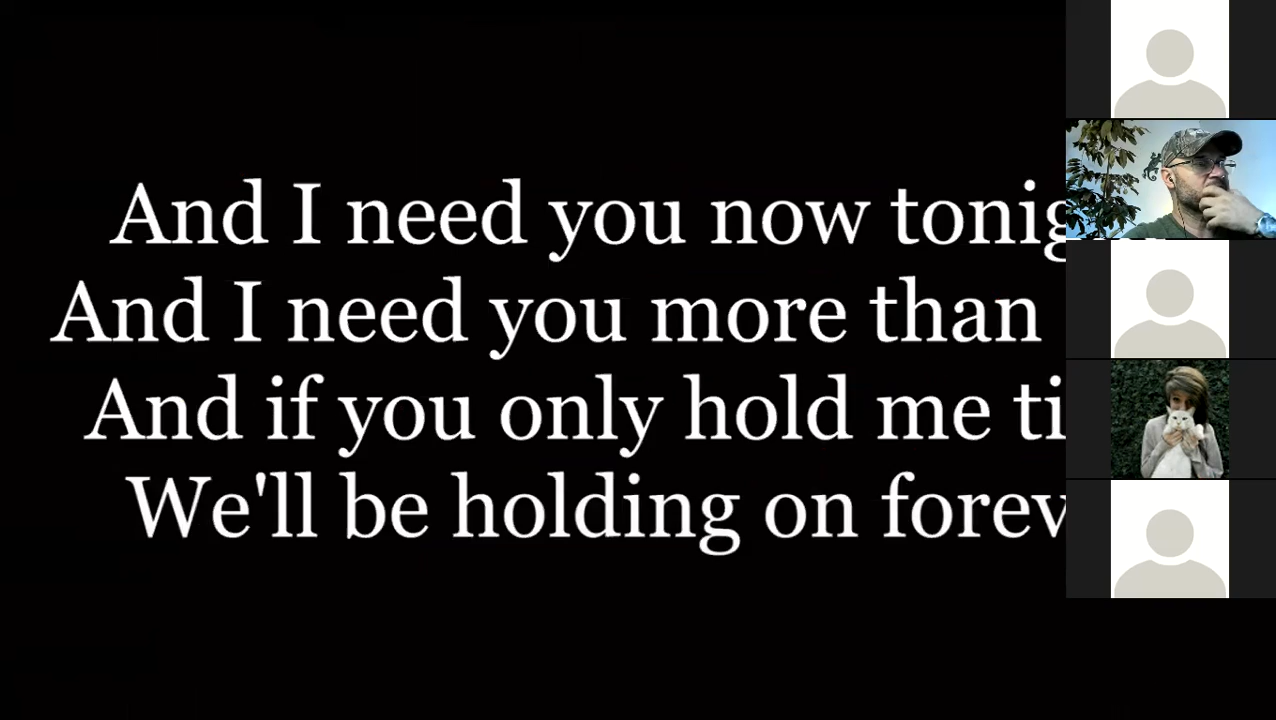 And I need you now tonig
And I need you more than
And if you only hold me ti
We'll be holding on forev